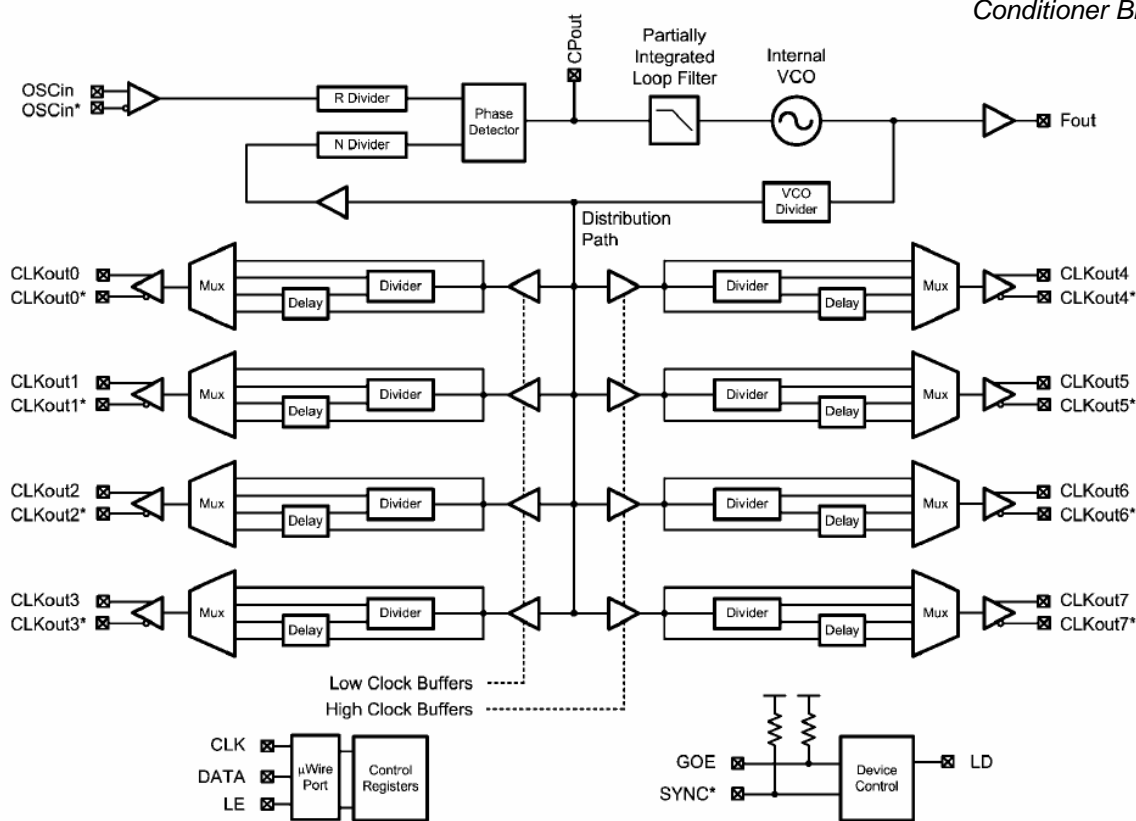 Conditioner B
CPout
Partially
Integrated
Loop Filter
Internal
VCO
OSCin
OSCin*
R Divider
N Divider
Phase
Detector
Fout
VCO
Divider
Distribution
Path
CLKout0
CLKout0*
Mux
Delay
Divider
Divider
Delay
Mux
CLKout4
CLKout4*
CLKout1
CLKout1*
Mux
Delay
Divider
Divider
Delay
Mux
CLKout5
CLKout5*
CLKout2
CLKout2*
Mux
Delay
Divider
Divider
Delay
Mux
CLKout6
CLKout6*
CLKout3
CLKout3*
Mux
Delay
Divider
Divider
Delay
Mux
CLKout7
CLKout7*
Low Clock Buffers
High Clock Buffers
CLK
DATA
LE
µWire
Port
Control
Registers
GOE
SYNC*
Device
Control
LD